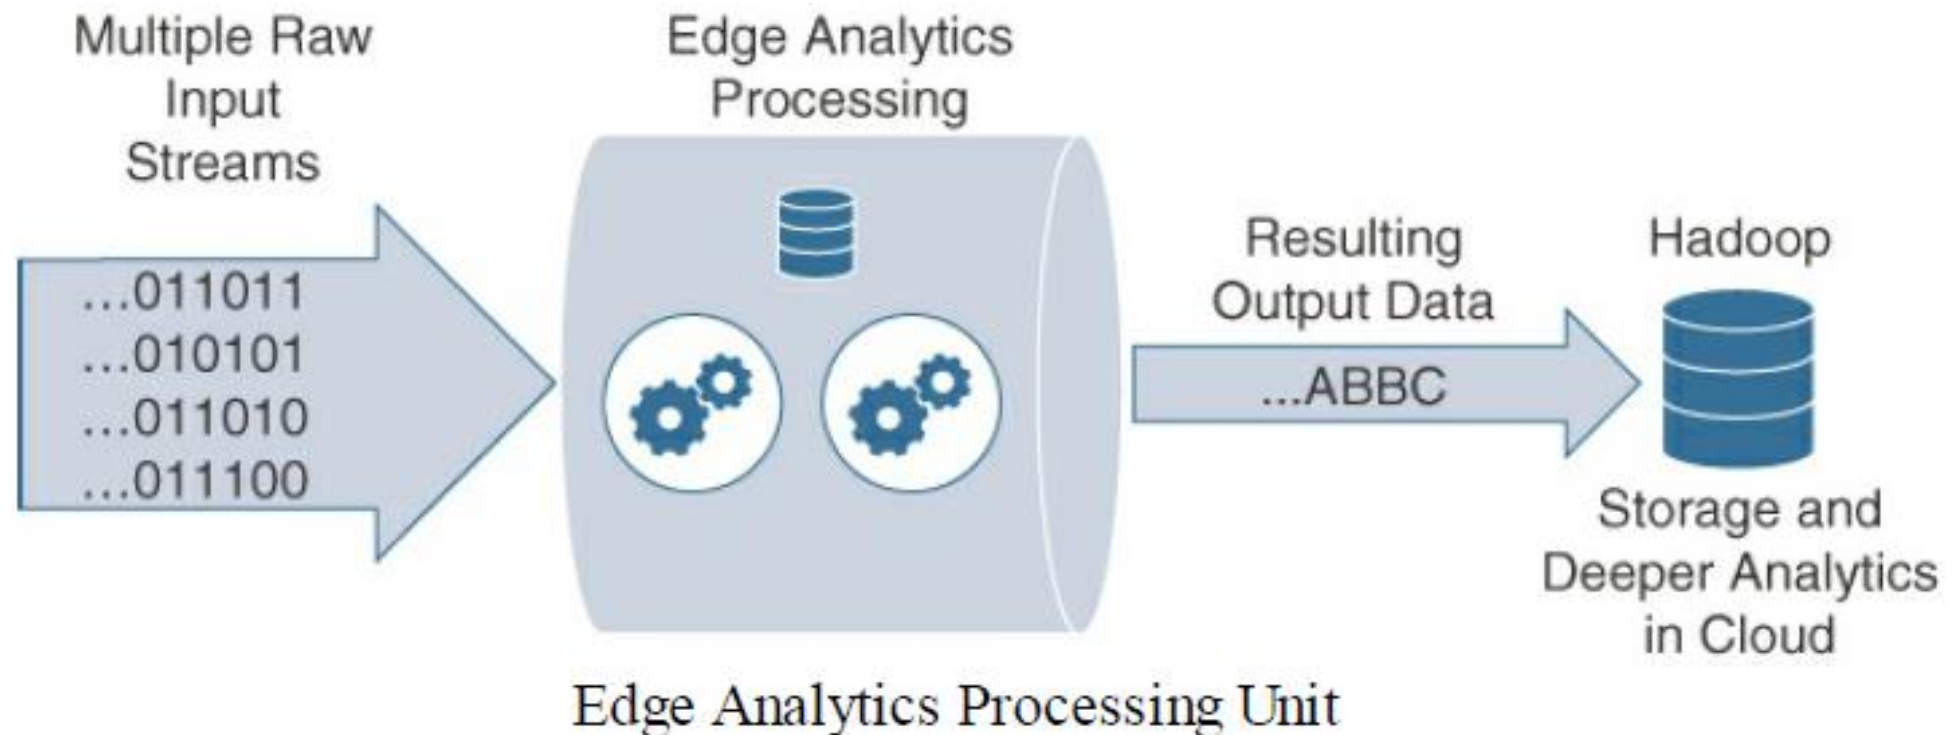 Multiple Raw
Input
Streams
...011011
...010101
...011010
...011100
Edge Analytics
Processing
Resulting
Output Data
...ABBC
Hadoop
Storage and
Deeper Analytics
in Cloud
Edge Analytics Processing Unit